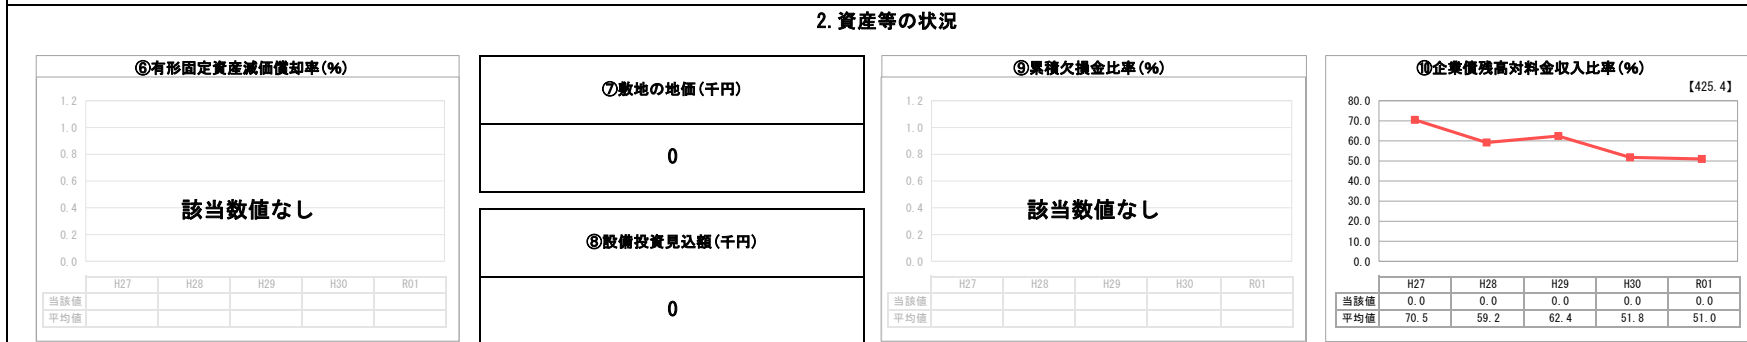 2.資産等の状況
⑥有形固定資産減価償却率(%)
1.2
1.0
0.8
0.6
0.4
0.2
0.0
該当数値なし
H27 H28 H29 H30 R01
当該値
平均値
⑦敷地の地価(千円)
0
⑧設備投資見込額(千円)
0
⑨累積欠損金比率(%)
1.2
1.0
0.8
0.6
0.4
0.2
0.0
該当数値なし
H27 H28 H29 H30 R01
当該値
平均値
⑩企業債残高対料金収入比率(%)
【425.4】
80.0
70.0
60.0
50.0
40.0
30.0
20.0
10.0
0.0
H27 H28 H29 H30 R01
当該値 0.0 0.0 0.0 0.0 0.0
平均値 70.5 59.2 62.4 51.8 51.0